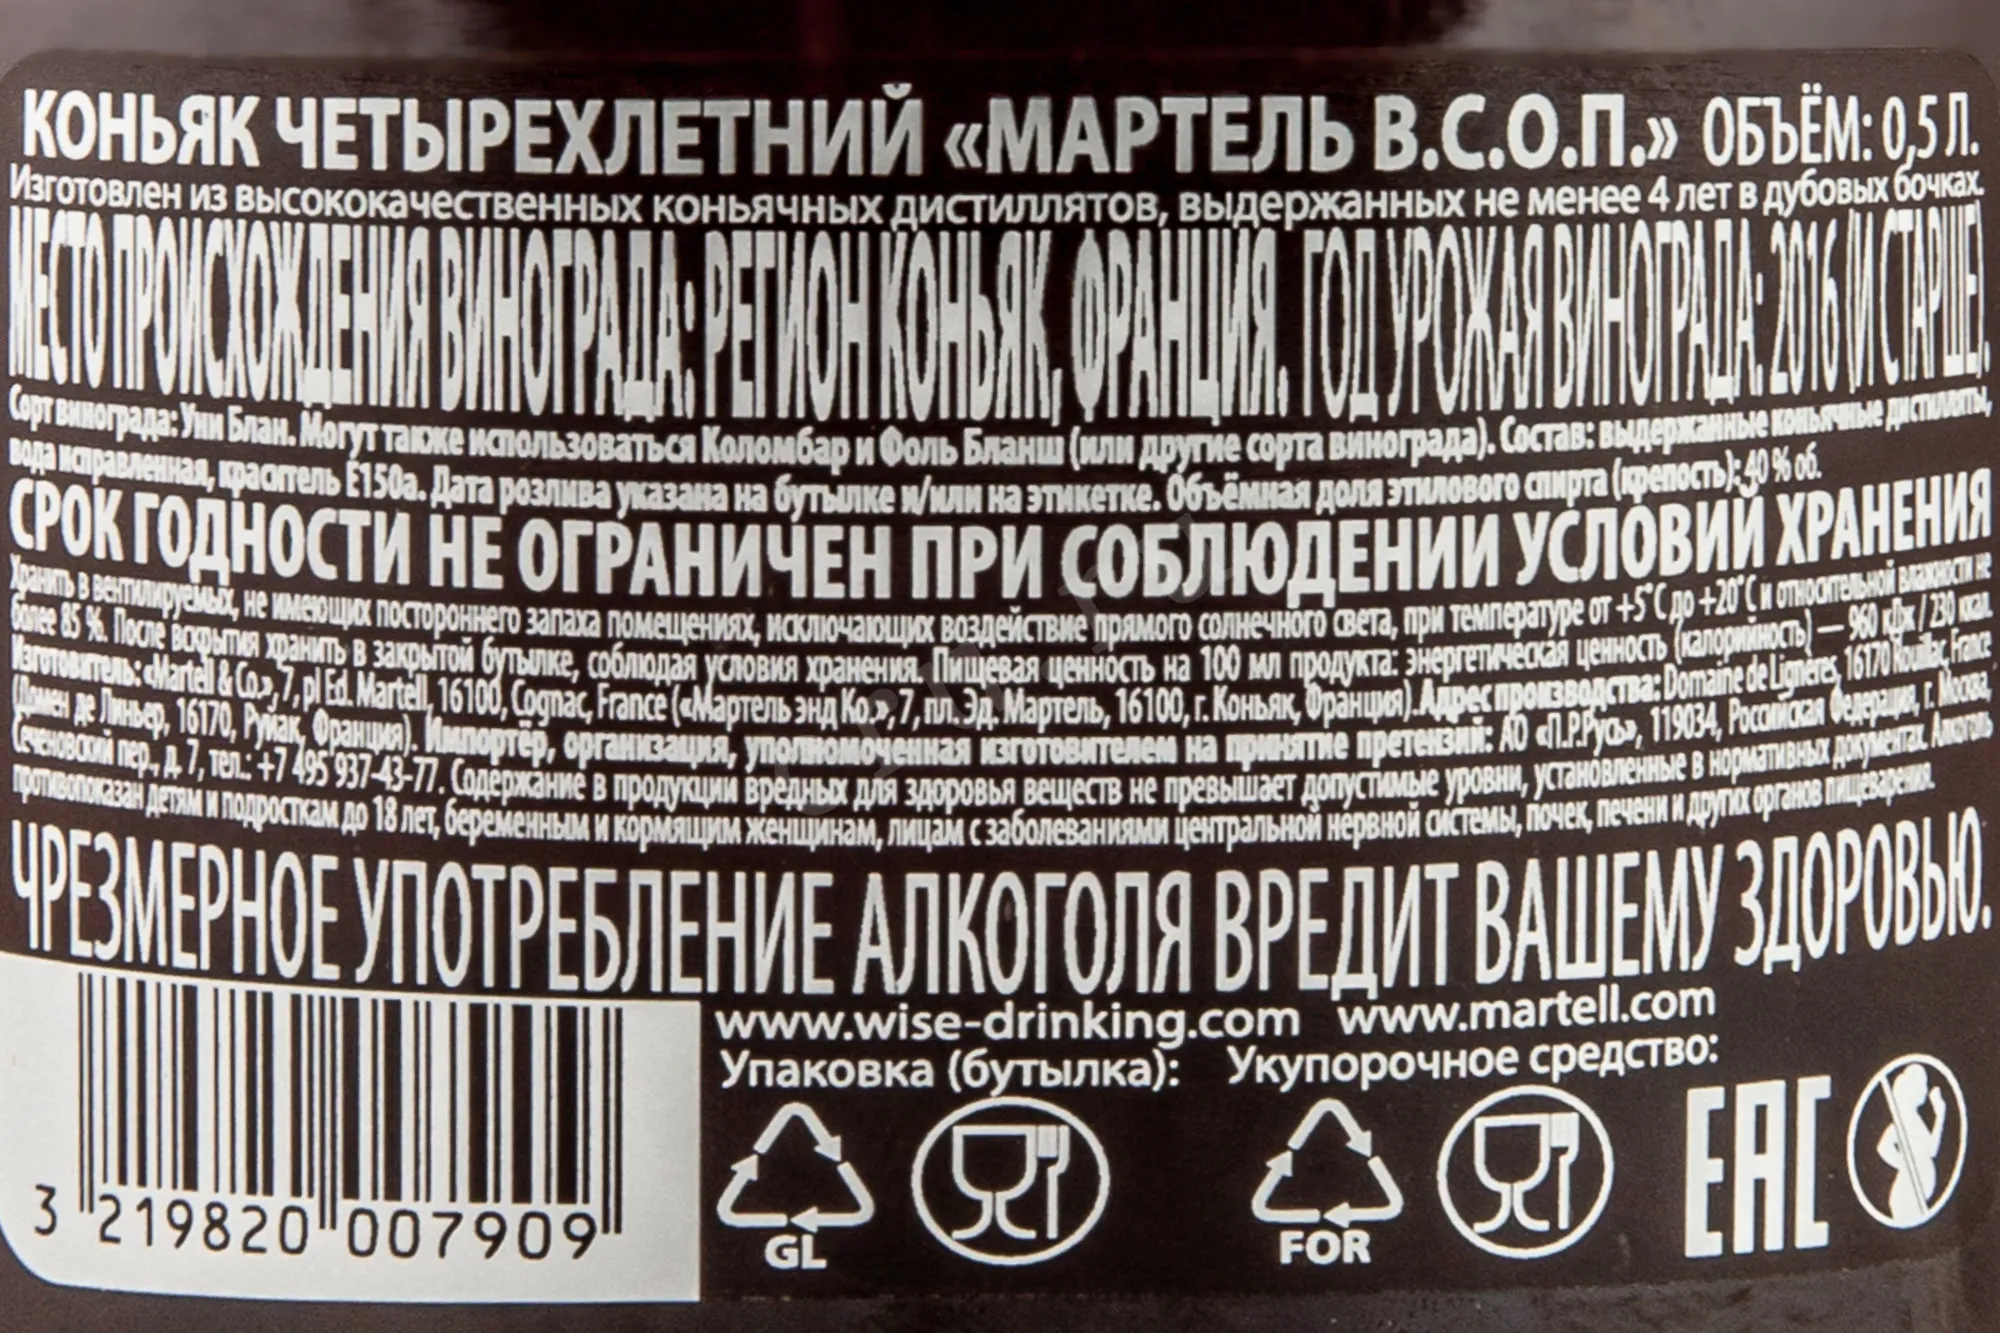 КОНЬЯК ЧЕТЫРЕХЛЕТНИЙ «МАРТЕЛЬ В.С.О.П.» ОБЪЁМ: 0,5 Л.
Изготовлен из высококачественных коньячных дистиллятов, выдержанных не менее 4 лет в дубовых бочках.
МЕСТО ПРОИСХОЖДЕНИЯ ВИНОГРАДА: РЕГИОН КОНЬЯК, ФРАНЦИЯ. ГОД УРОЖАЯ ВИНОГРАДА: 2016 (И СТАРШЕ).
Сорт винограда: Уни Блан. Могут также использоваться Коломбар и Фоль Бланш (или другие сорта винограда). Состав: выдержанные коньячные дистилляты,
вода исправленная, краситель Е150а. Дата розлива указана на бутылке и/или на этикетке. Объёмная доля этилового спирта (крепость): 40 % об.
СРОК ГОДНОСТИ НЕ ОГРАНИЧЕН ПРИ СОБЛЮДЕНИИ УСЛОВИЙ ХРАНЕНИЯ
Хранить в вентилируемых, не имеющих постороннего запаха помещениях, исключающих воздействие прямого солнечного света, при температуре от +5°С до +20°С и относительной влажности не
более 85 %. После вскрытия хранить в закрытой бутылке, соблюдая условия хранения. Пищевая ценность на 100 мл продукта: энергетическая ценность (калорийность) — 960 кДж / 230 ккал.
Изготовитель: «Martell & Co.», 7, pl Ed. Martell, 16100, Cognac, France («Мартель энд Ко.», 7, пл. Эд. Мартель, 16100, г. Коньяк, Франция). Адрес производства: Domaine de Lignères, 16170 Rouillac, France
(Домен де Линьер, 16170, Руйак, Франция). Импортёр, организация, уполномоченная изготовителем на принятие претензий: АО «П.Р.Русь», 119034, Российская Федерация, г. Москва,
Сеченовский пер., д. 7, тел.: +7 495 937-43-77. Содержание в продукции вредных для здоровья веществ не превышает допустимые уровни, установленные в нормативных документах. Алкоголь
противопоказан детям и подросткам до 18 лет, беременным и кормящим женщинам, лицам с заболеваниями центральной нервной системы, почек, печени и других органов пищеварения.
ЧРЕЗМЕРНОЕ УПОТРЕБЛЕНИЕ АЛКОГОЛЯ ВРЕДИТ ВАШЕМУ ЗДОРОВЬЮ.
www.wise-drinking.com www.martell.com
Упаковка (бутылка): Укупорочное средство:
GL FOR EAC
3 219820 007909